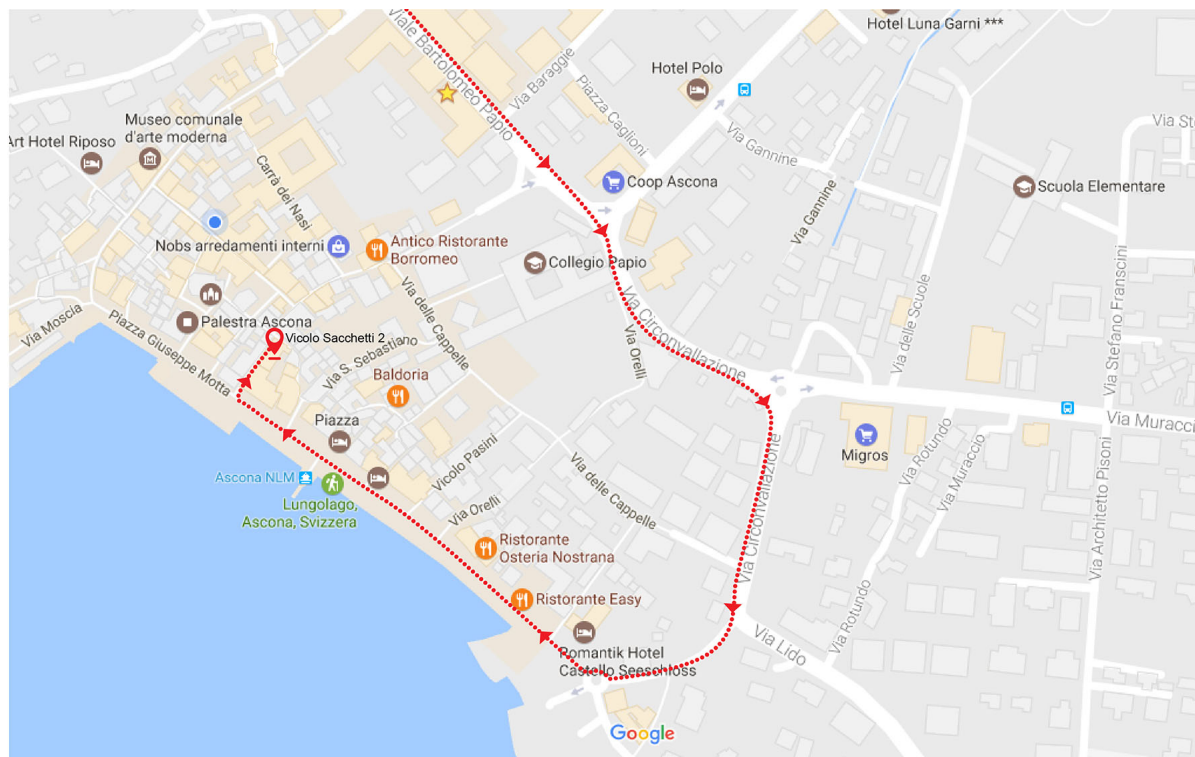 Hotel Luna Garni ***
Viale Bartolomeo Papio
Via Baraggie
Hotel Polo
Piazza Caglioni
Museo comunale
d'arte moderna
Art Hotel Riposo
Via Gannine
Via St
Carrà dei Nasi
Coop Ascona
Scuola Elementare
Via Gannine
Nobs arredamenti interni
Antico Ristorante
Borromeo
Collegio Papio
Via delle Scuole
Via Stefano Franscini
Via Moscia
Piazza Giuseppe Motta
Palestra Ascona
Vicolo Sacchetti 2
Via S. Sebastiano
Via delle Cappelle
Via Circonvallazione
Via Orelli
Baldoria
Piazza
Migros
Via Muracci
Via Rotundo
Via Muraccio
Via Architetto Pisoni
Ascona NLM
Lungolago,
Ascona, Svizzera
Vicolo Pasini
Via Orelli
Via delle Cappelle
Via Circonvallazione
Ristorante
Osteria Nostrana
Ristorante Easy
Via Rotundo
Via Lido
Romantik Hotel
Castello Seeschloss
Google